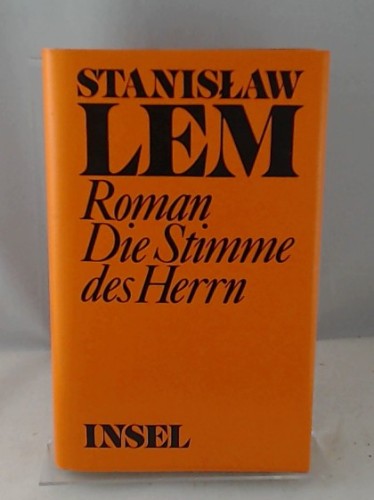 STANISŁAW
LEM
Roman
Die Stimme
des Herrn
INSEL